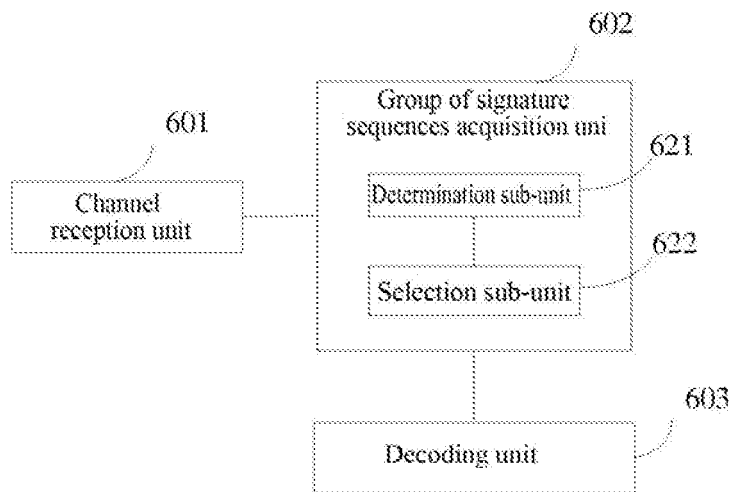 602
Group of signature
sequences acquisition uni
601
621
Channel
reception unit
Determination sub-unit
622
Selection sub-unit
603
Decoding unit